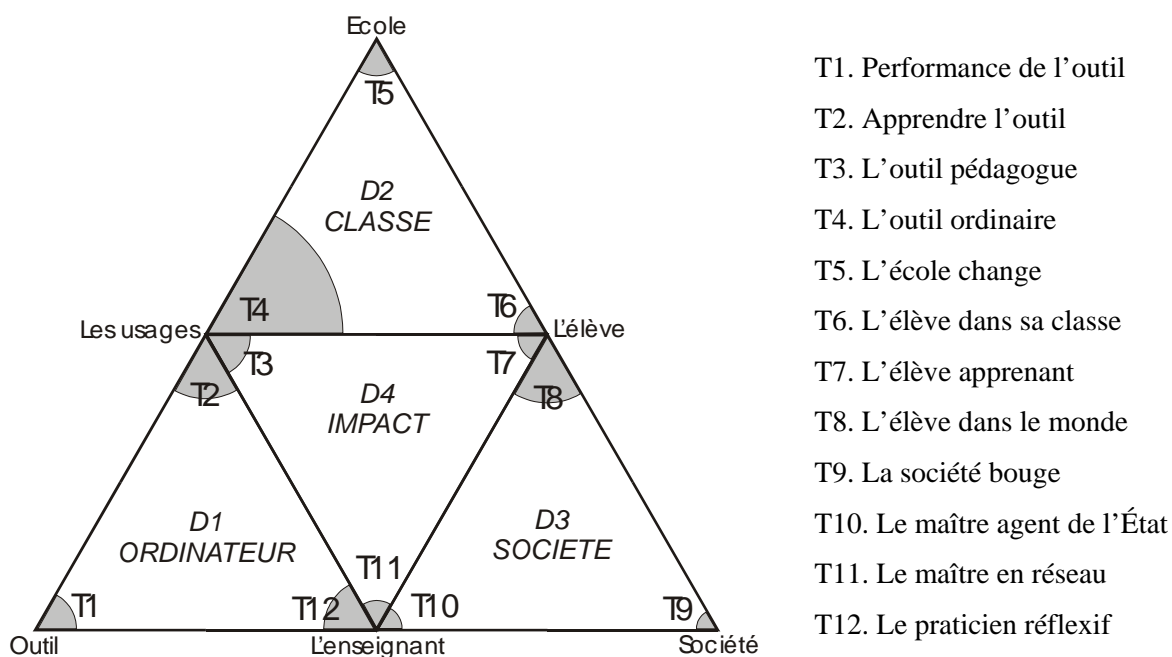 Ecole
T5
D2
CLASSE
T4
T6
Les usages
L'élève
T3
T7
T2
T8
D4
IMPACT
D1
ORDINATEUR
D3
SOCIETE
T11
T1
T12
T10
T9
Outil
L'enseignant
Société
T1. Performance de l'outil
T2. Apprendre l'outil
T3. L'outil pédagogue
T4. L'outil ordinaire
T5. L'école change
T6. L'élève dans sa classe
T7. L'élève apprenant
T8. L'élève dans le monde
T9. La société bouge
T10. Le maître agent de l'État
T11. Le maître en réseau
T12. Le praticien réflexif